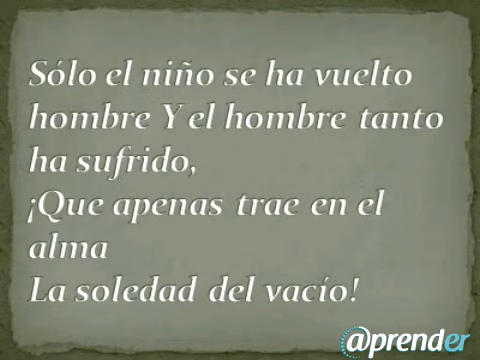 Sólo el niño se ha vuelto
hombre Y el hombre tanto
ha sufrido,
¡Que apenas trae en el
alma
La soledad del vacío!
@prender